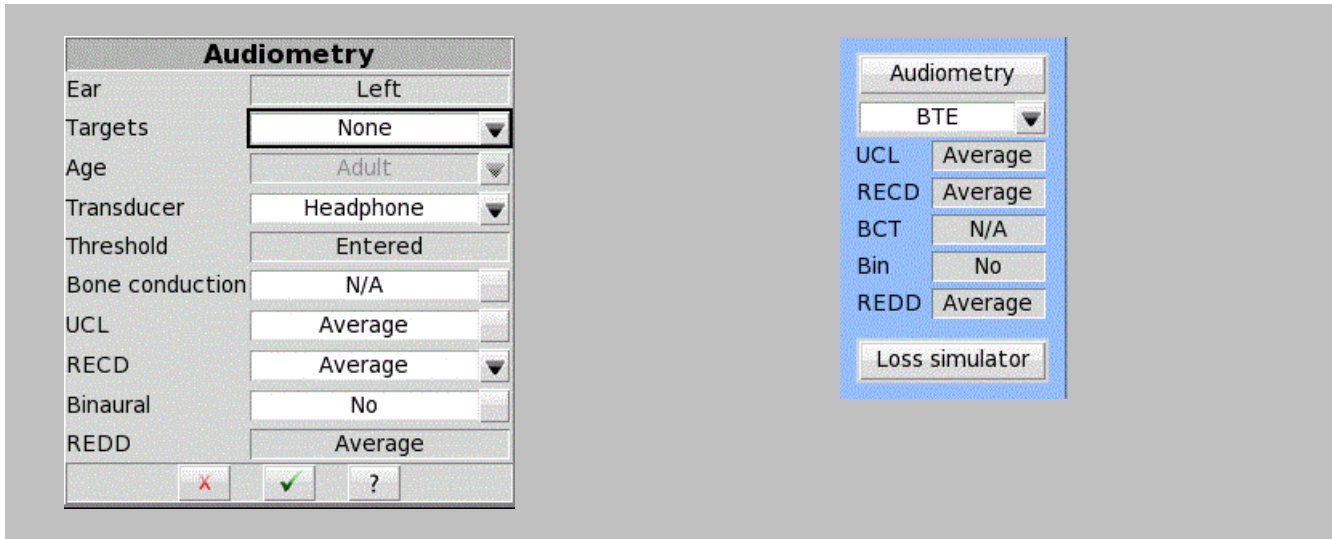 Audiometry
Ear Left
Targets None
Age Adult
Transducer Headphone
Threshold Entered
Bone conduction N/A
UCL Average
RECD Average
Binaural No
REDD Average
X ?
Audiometry
BTE
UCL Average
RECD Average
BCT N/A
Bin No
REDD Average
Loss simulator